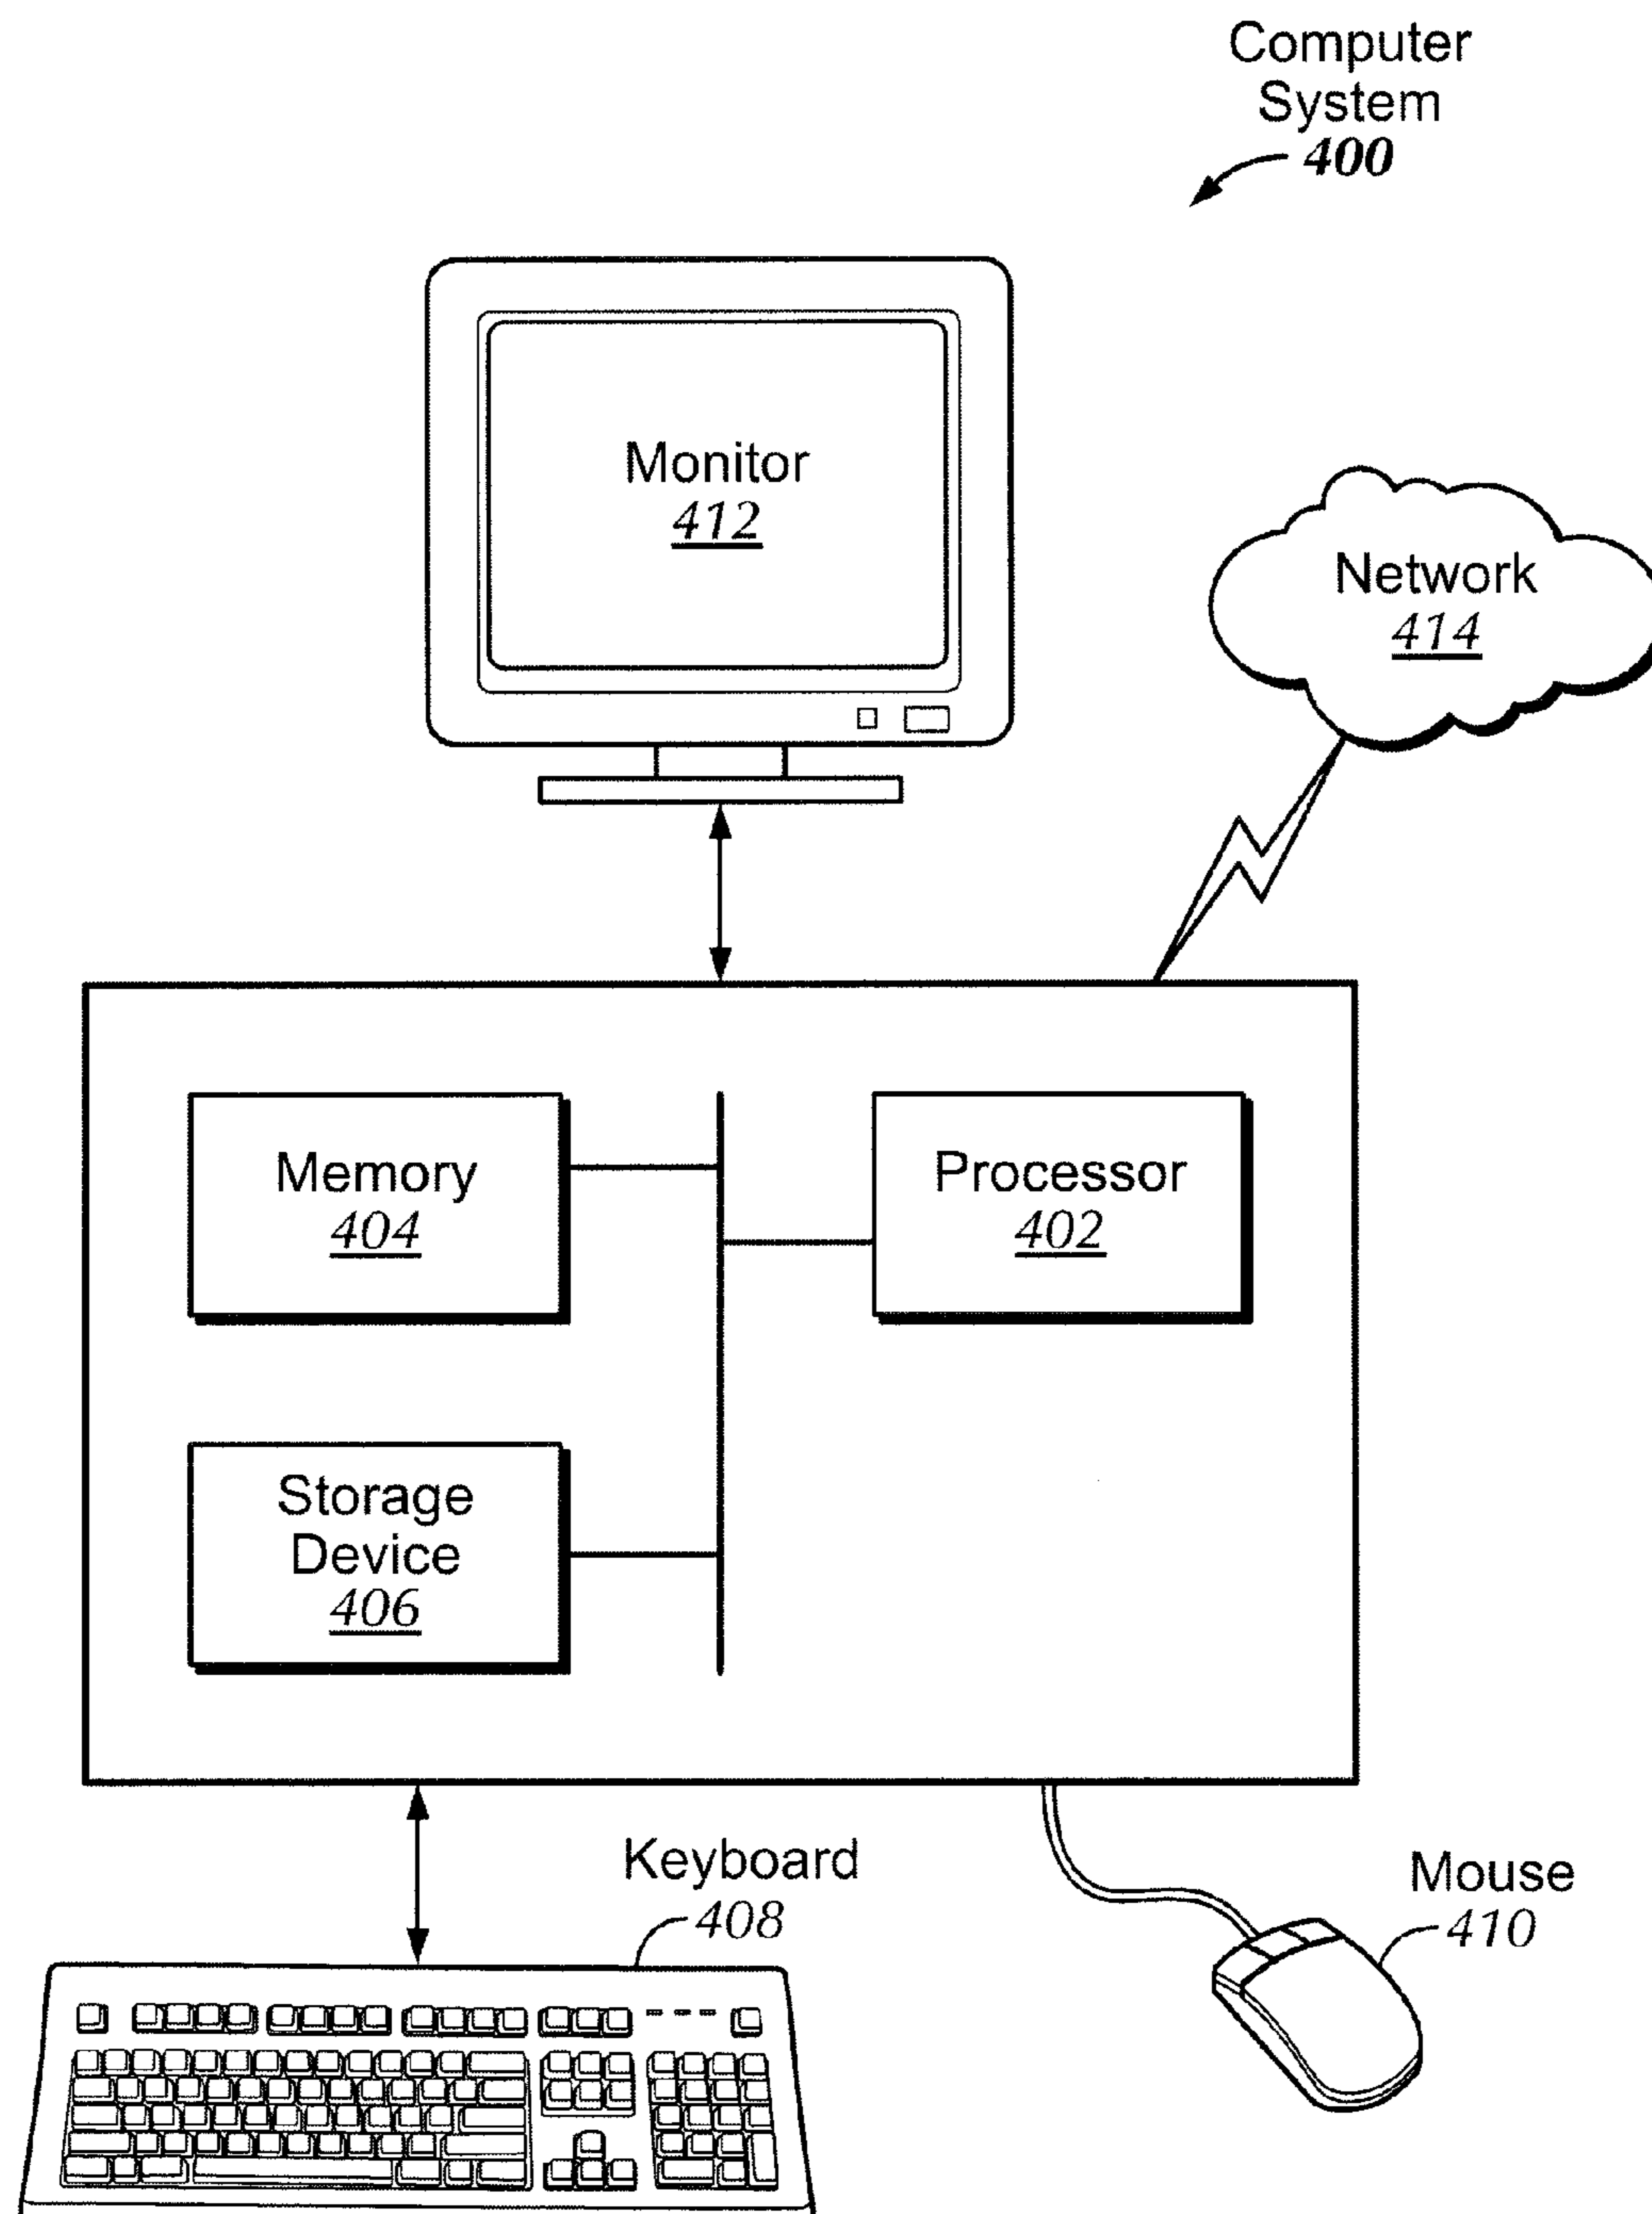 Computer
System
400
Monitor
412
Network
414
Memory
404
Processor
402
Storage
Device
406
Keyboard
408
Mouse
410